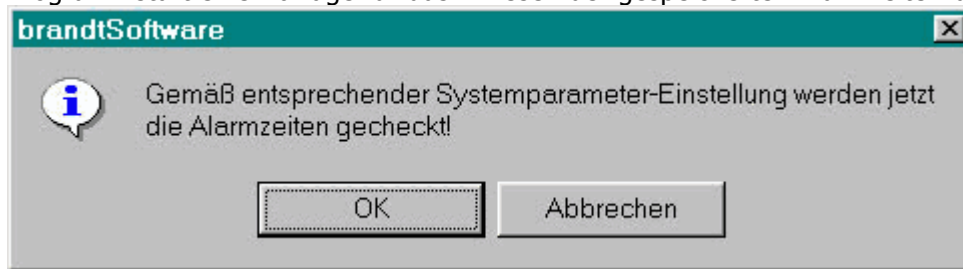 brandtSoftware
Gemäß entsprechender Systemparameter-Einstellung werden jetzt
die Alarmzeiten gecheckt!
OK
Abbrechen